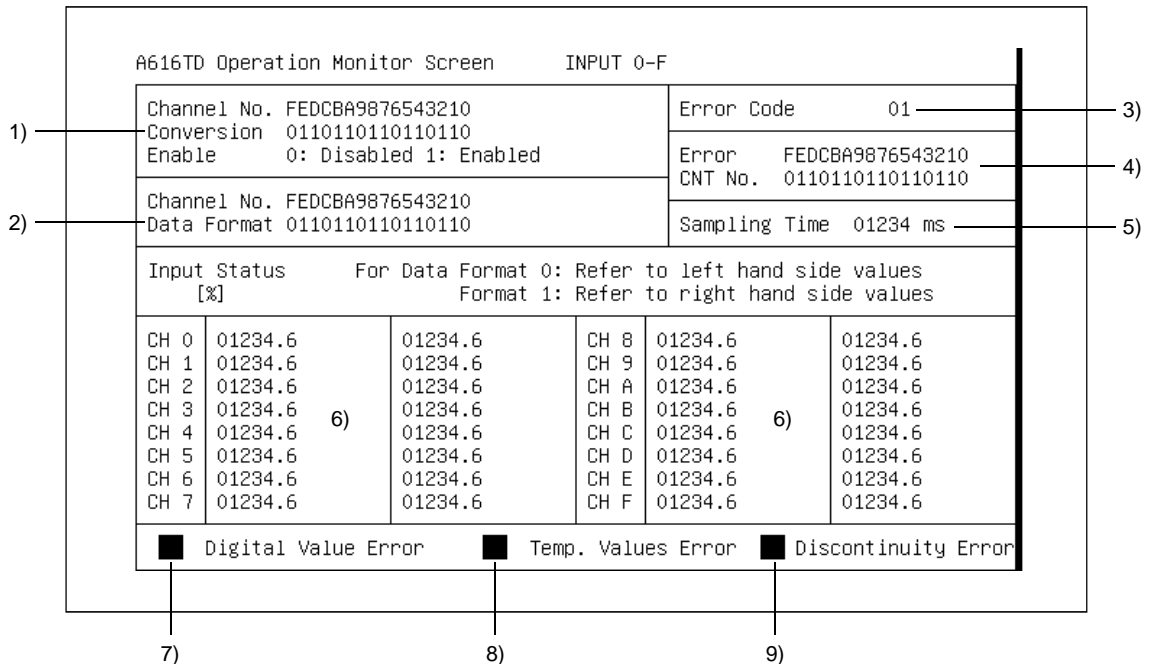 A616TD Operation Monitor Screen INPUT 0-F
Channel No. FEDCBA9876543210
Conversion 0110110110110110
Enable 0: Disabled 1: Enabled
1)
Error Code 01
3)
Error FEDCBA9876543210
CNT No. 0110110110110110
4)
Channel No. FEDCBA9876543210
Data Format 0110110110110110
2)
Sampling Time 01234 ms
5)
Input Status For Data Format 0: Refer to left hand side values
[%] Format 1: Refer to right hand side values
CH 0 01234.6 01234.6 CH 8 01234.6 01234.6
CH 1 01234.6 01234.6 CH 9 01234.6 01234.6
CH 2 01234.6 01234.6 CH A 01234.6 01234.6
CH 3 01234.6 01234.6 CH B 01234.6 01234.6
6) 6)
CH 4 01234.6 01234.6 CH C 01234.6 01234.6
CH 5 01234.6 01234.6 CH D 01234.6 01234.6
CH 6 01234.6 01234.6 CH E 01234.6 01234.6
CH 7 01234.6 01234.6 CH F 01234.6 01234.6
Digital Value Error Temp. Values Error Discontinuity Error
7) 8) 9)